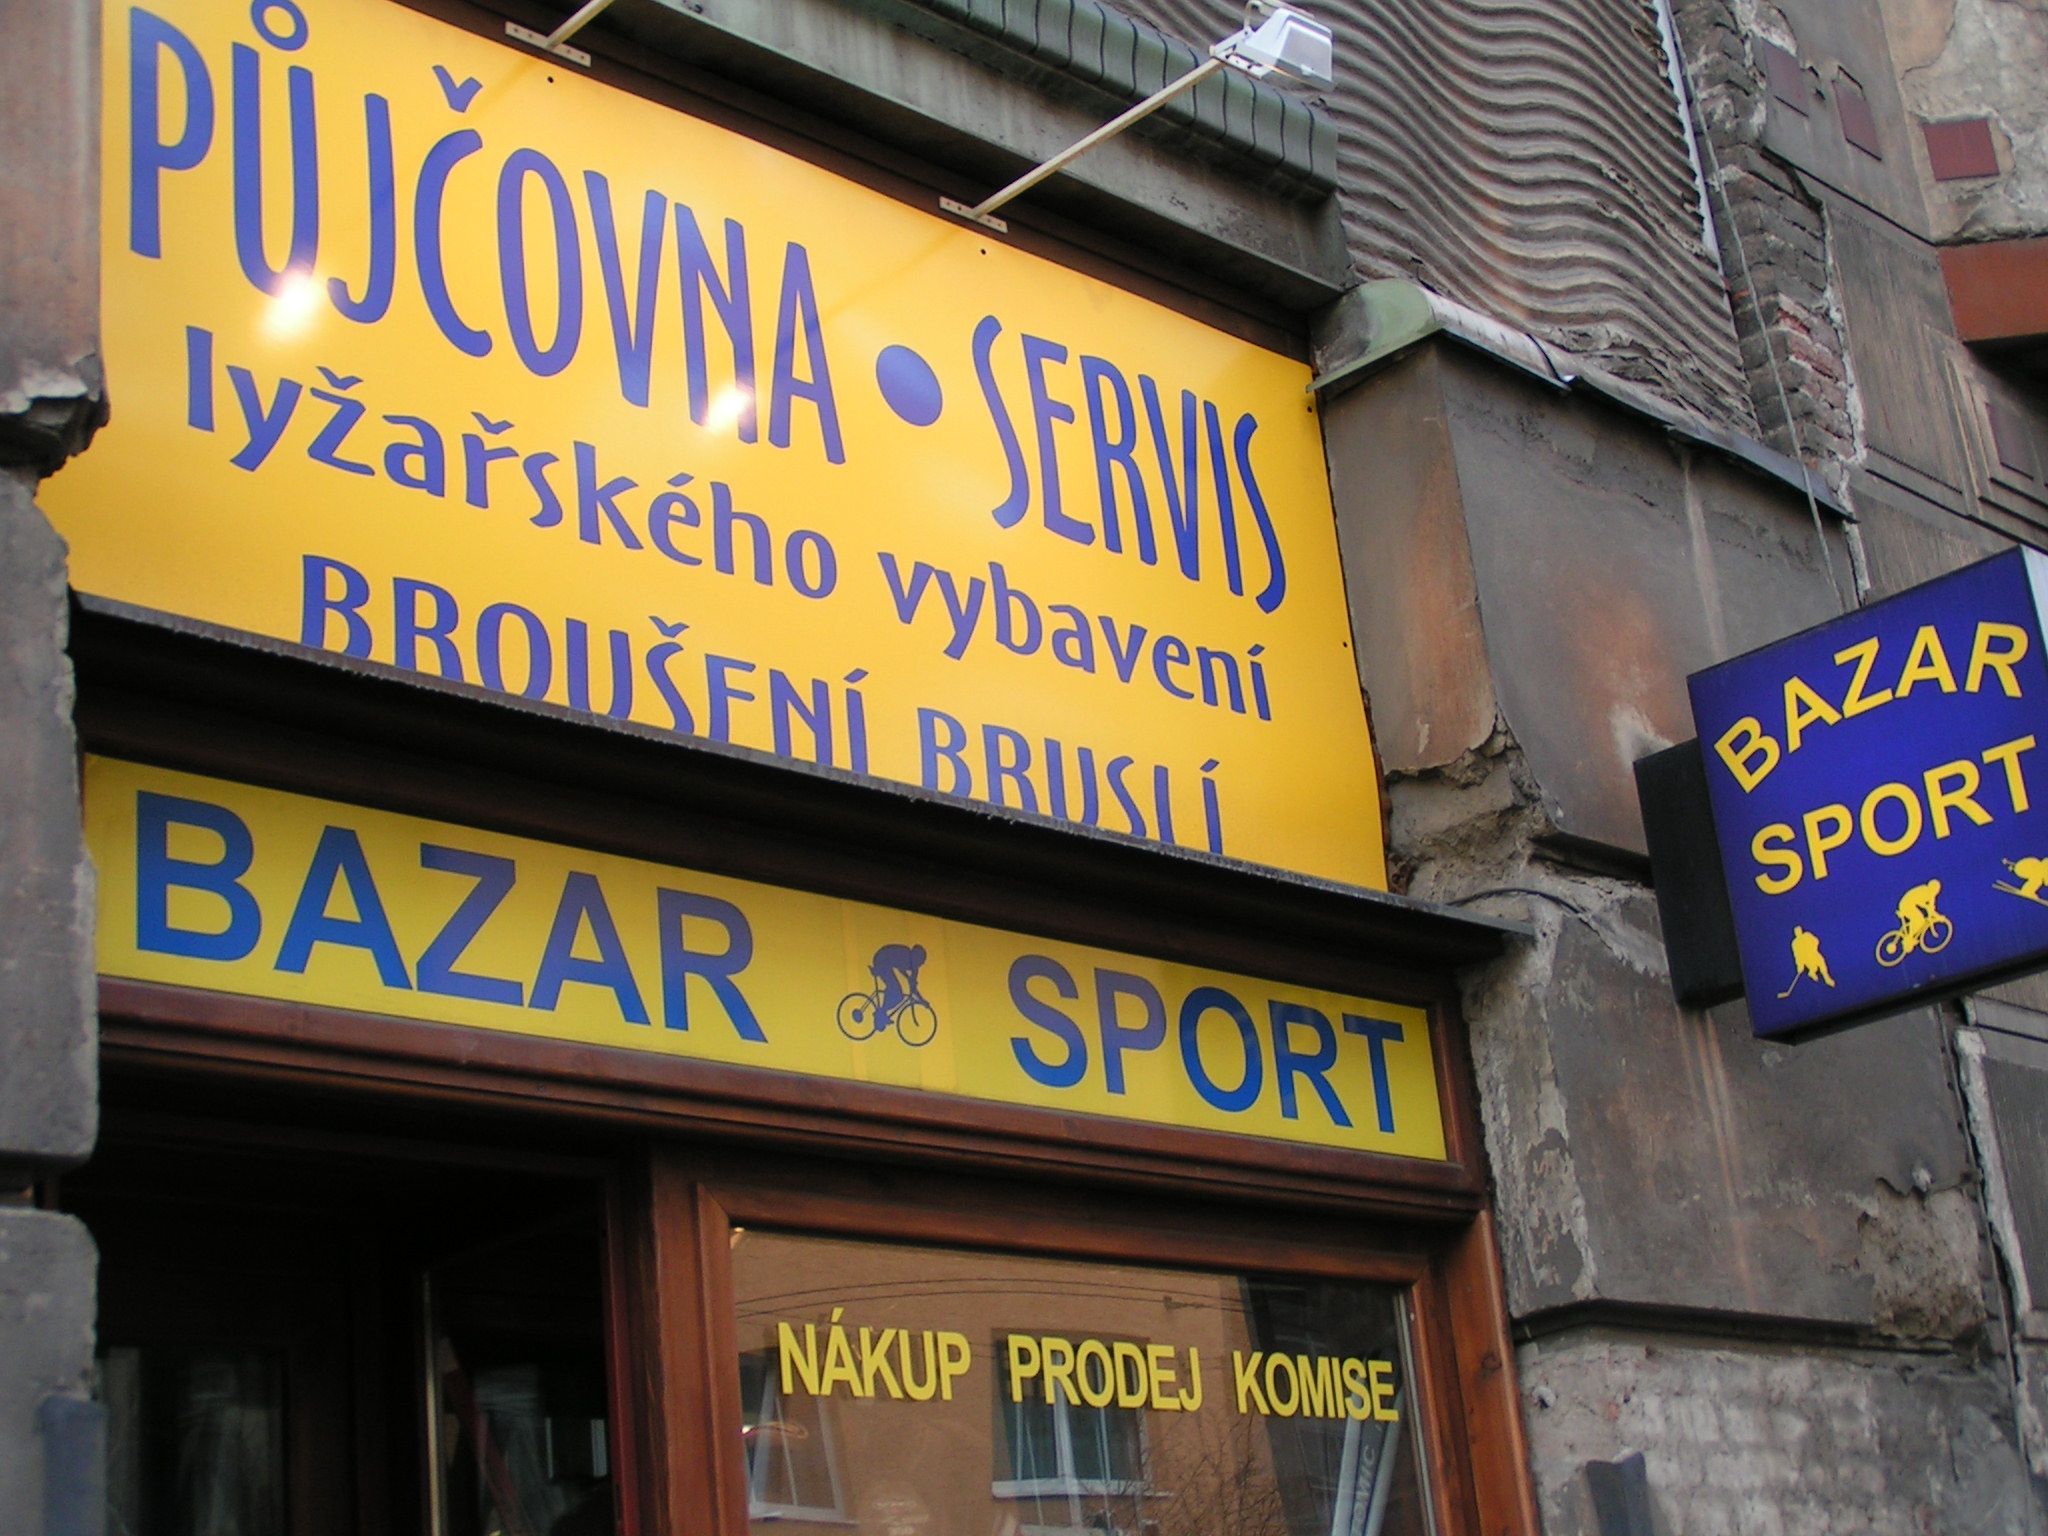 PŮJČOVNA • SERVIS
lyžařského vybavení
BROUŠENÍ BRUSLÍ
BAZAR SPORT
BAZAR
SPORT
NÁKUP PRODEJ KOMISE